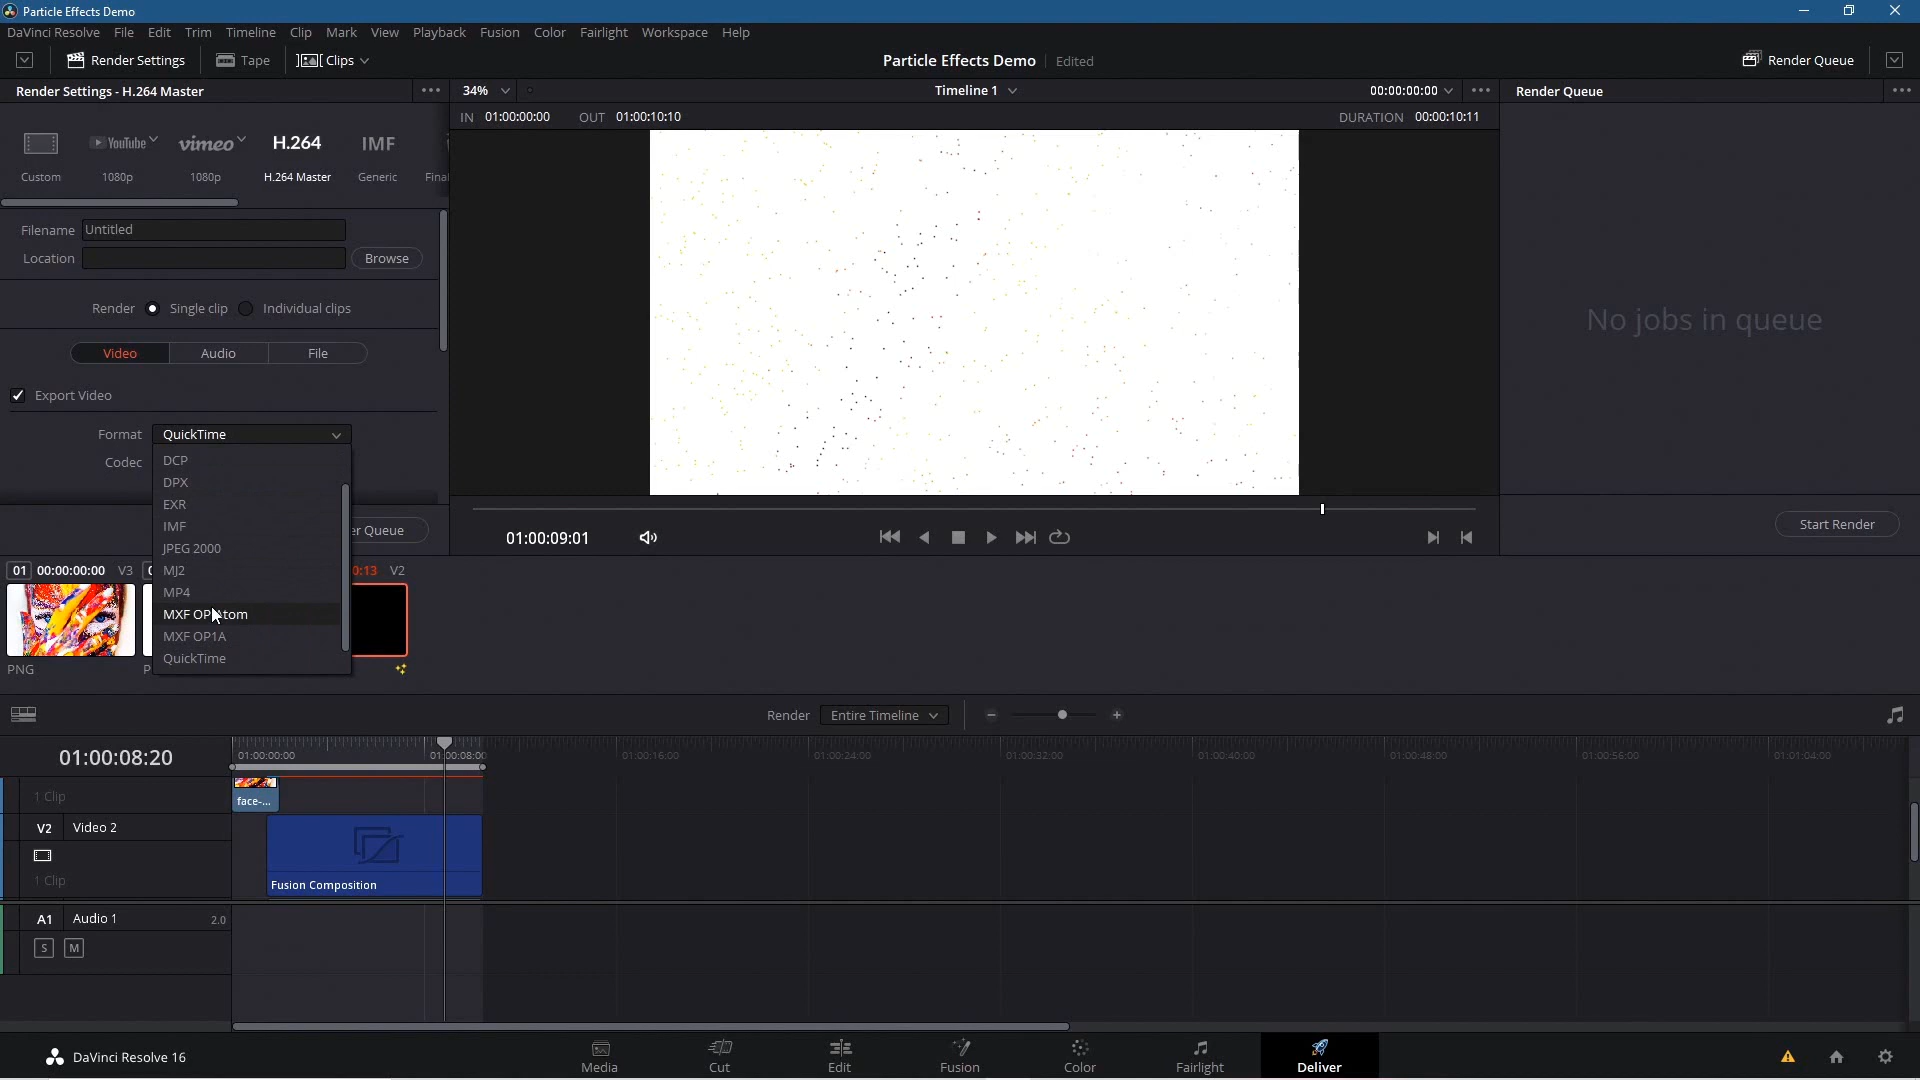 Particle Effects Demo
DaVinci Resolve File Edit Trim Timeline Clip Mark View Playback Fusion Color Fairlight Workspace Help
Render Settings Tape Clips Particle Effects Demo Edited Render Queue
Render Settings - H.264 Master 34% Timeline 1 00:00:00:00 Render Queue
IN 01:00:00:00 OUT 01:00:10:10 DURATION 00:00:10:11
YouTube vimeo H.264 IMF
Custom 1080p 1080p H.264 Master Generic Final
Filename Untitled
Location Browse
Render Single clip Individual clips
No jobs in queue
Video Audio File
Export Video
Format QuickTime
Codec DCP
DPX
EXR
IMF er Queue
JPEG 2000
MJ2
MP4
MXF OP Atom
MXF OP1A
QuickTime
Start Render
01:00:09:01
01 00:00:00:00 V3 0:13 V2
PNG P
Render Entire Timeline
01:00:08:20
01:00:00:00 01:00:08:00 01:00:16:00 01:00:24:00 01:00:32:00 01:00:40:00 01:00:48:00 01:00:56:00 01:01:04:00
1 Clip face-...
V2 Video 2
1 Clip Fusion Composition
A1 Audio 1 2.0
S M
DaVinci Resolve 16 Media Cut Edit Fusion Color Fairlight Deliver